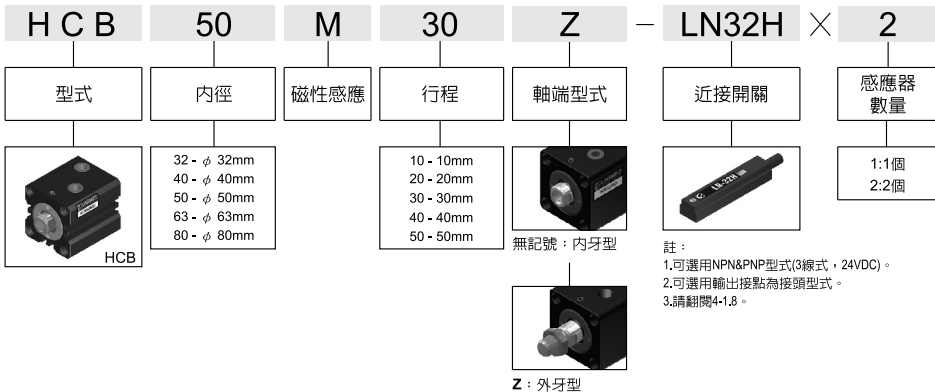 H C B 50 M 30 Z － LN32H × 2
型式
內徑
磁性感應
行程
軸端型式
近接開關
感應器
數量
HCB
32 - φ 32mm
40 - φ 40mm
50 - φ 50mm
63 - φ 63mm
80 - φ 80mm
10 - 10mm
20 - 20mm
30 - 30mm
40 - 40mm
50 - 50mm
無記號：內牙型
Z：外牙型
LN-32H
註：
1.可選用NPN&PNP型式(3線式，24VDC)。
2.可選用輸出接點為接頭型式。
3.請翻閱4-1.8。
1:1個
2:2個